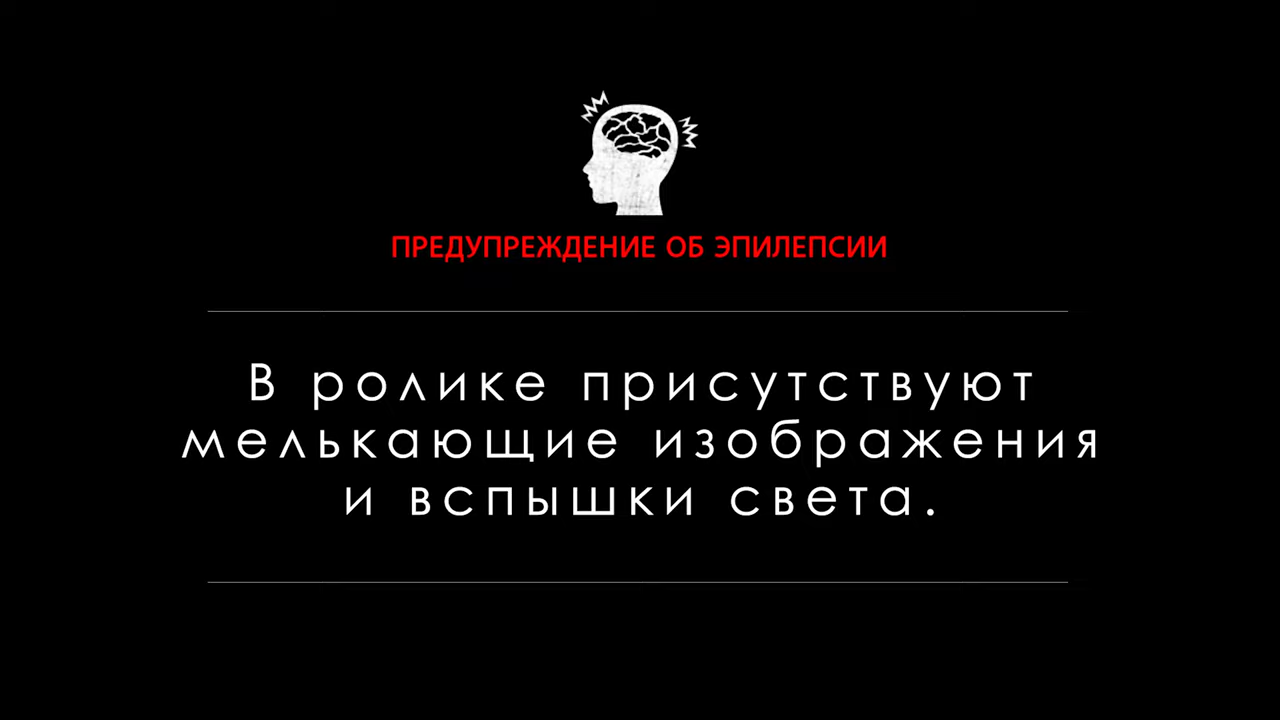 ПРЕДУПРЕЖДЕНИЕ ОБ ЭПИЛЕПСИИ
В ролике присутствуют
мелькающие изображения
и вспышки света.